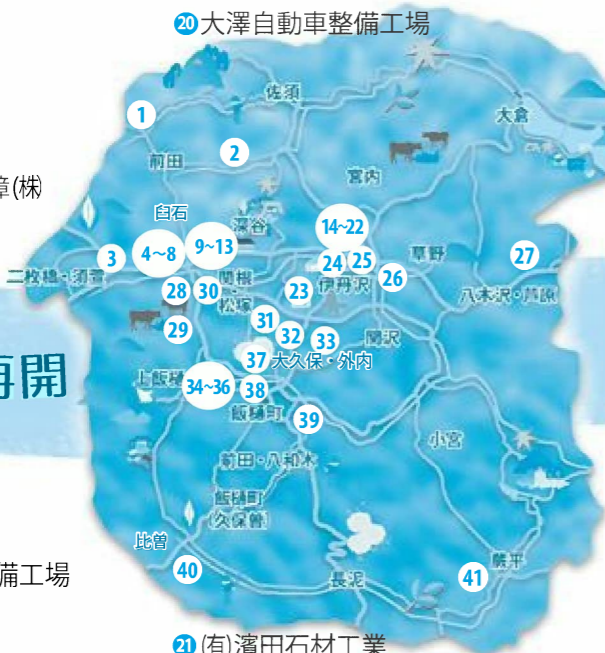 ⑳大澤自動車整備工場
佐須
大倉
1
2
前田
宮内
障(株)
臼石
深谷
14~22
9~13
4~8
3
24
25
草野
27
二枚橋・須萱
関根・松塚
伊丹沢
26
28
30
23
八木沢・芦原
31
29
32
33
関沢
再開
37
大久保・外内
上飯樋
34~36
38
飯樋町
39
小宮
前田・八和木
飯樋町
(久保曽)
比曽
蕨平
備工場
40
長泥
41
㉑(有)濱田石材工業